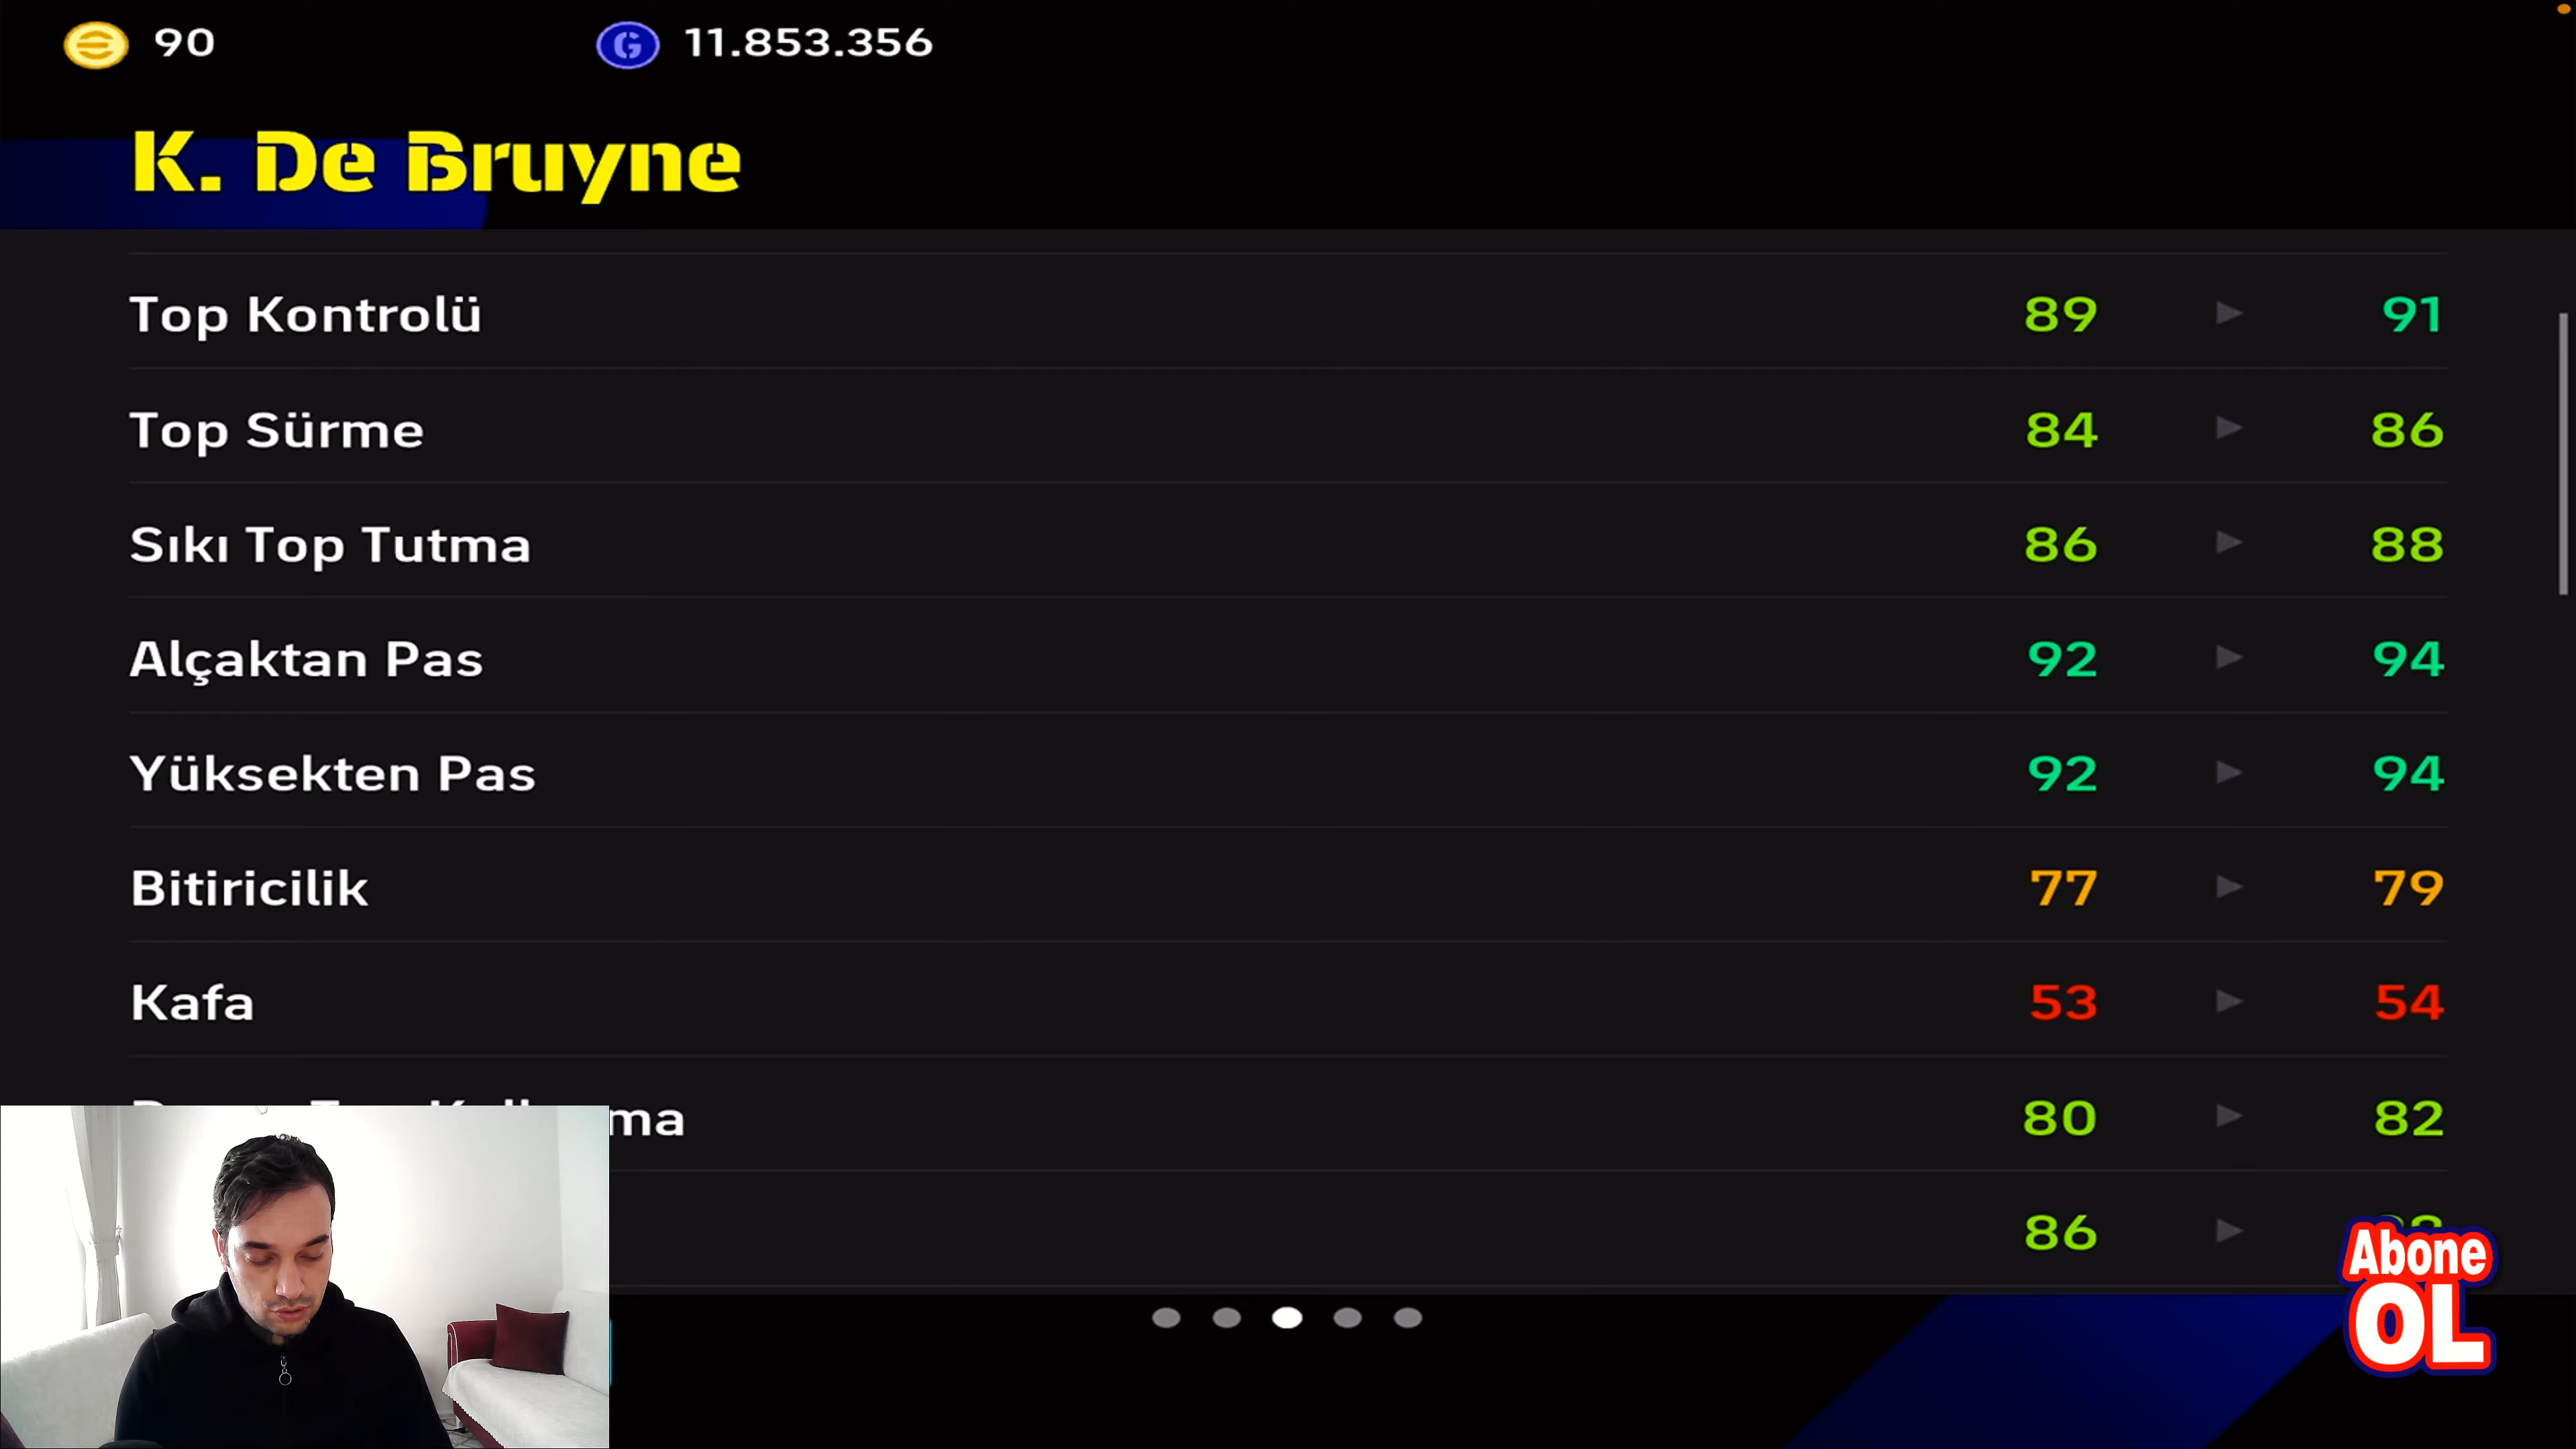 90 11.853.356
K. De Bruyne
Top Kontrolü 89 ► 91
Top Sürme 84 ► 86
Sıkı Top Tutma 86 ► 88
Alçaktan Pas 92 ► 94
Yüksekten Pas 92 ► 94
Bitiricilik 77 ► 79
Kafa 53 ► 54
80 ► 82
86 ►
Abone
OL